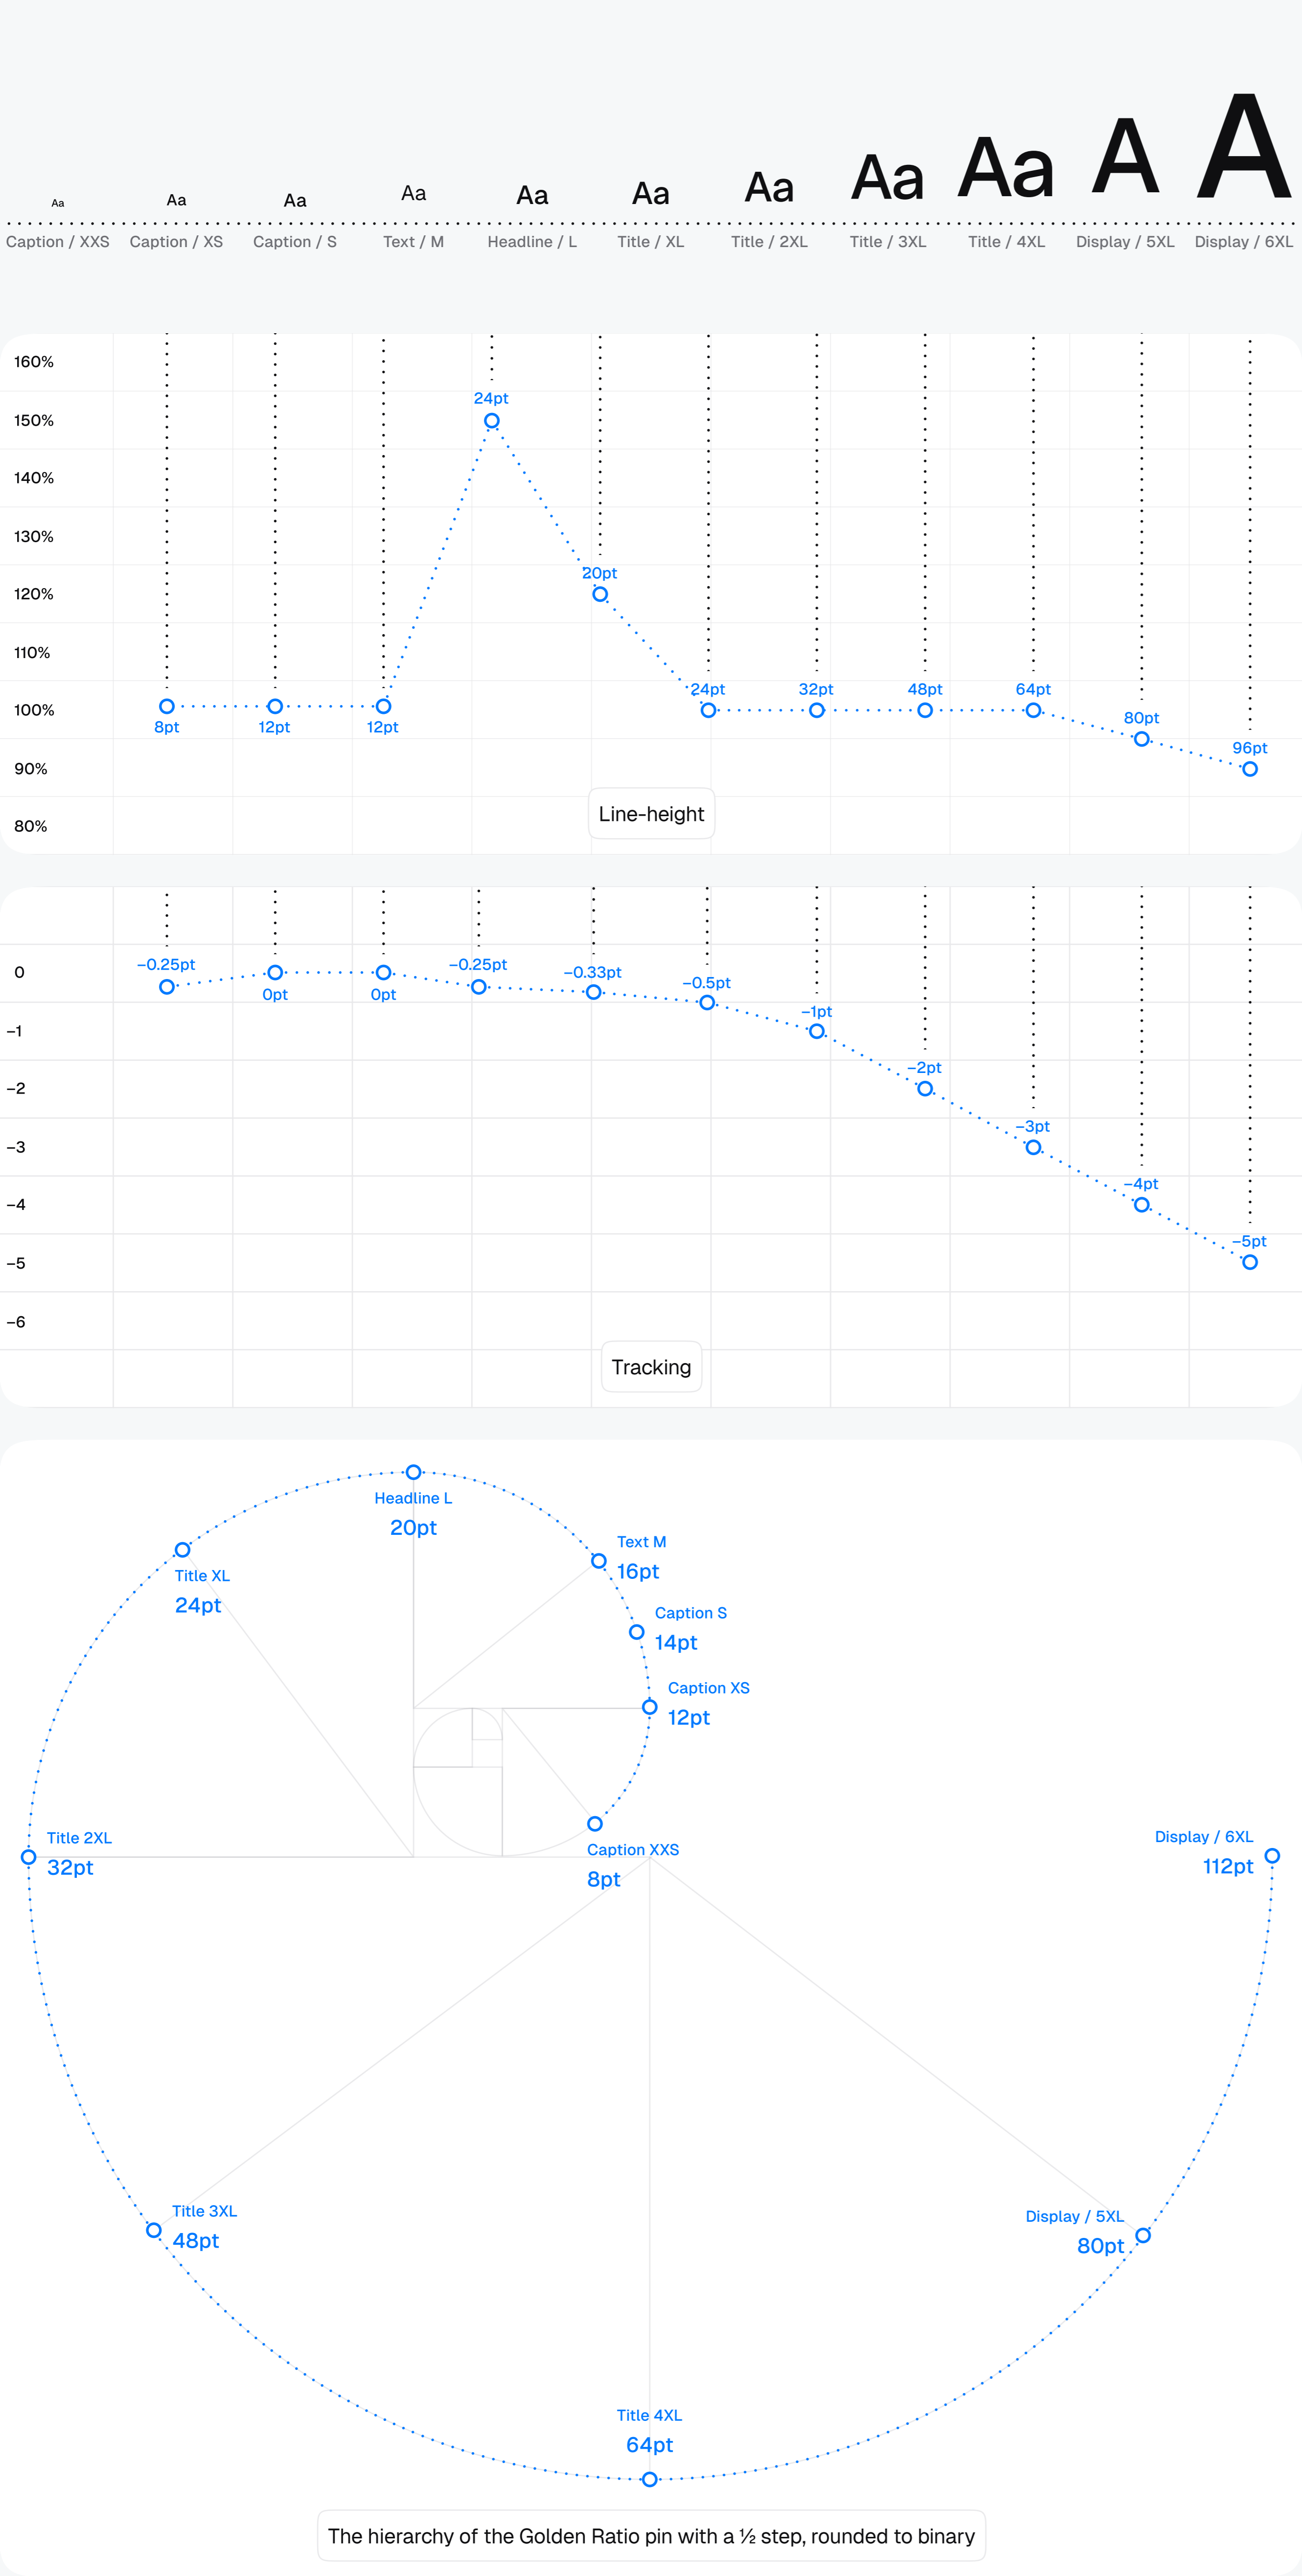 Aa Aa Aa Aa Aa Aa Aa Aa Aa A A
Caption / XXS Caption / XS Caption / S Text / M Headline / L Title / XL Title / 2XL Title / 3XL Title / 4XL Display / 5XL Display / 6XL
160%
24pt
150%
140%
130%
20pt
120%
110%
24pt 32pt 48pt 64pt
100%
80pt
8pt 12pt 12pt
96pt
90%
Line-height
80%
−0.25pt −0.25pt
0
−0.33pt
−0.5pt
0pt 0pt
−1pt
−1
−2pt
−2
−3pt
−3
−4pt
−4
−5pt
−5
−6
Tracking
Headline L
20pt
Text M
16pt
Title XL
24pt
Caption S
14pt
Caption XS
12pt
Title 2XL
32pt
Caption XXS
8pt
Display / 6XL
112pt
Title 3XL
48pt
Display / 5XL
80pt
Title 4XL
64pt
The hierarchy of the Golden Ratio pin with a ½ step, rounded to binary